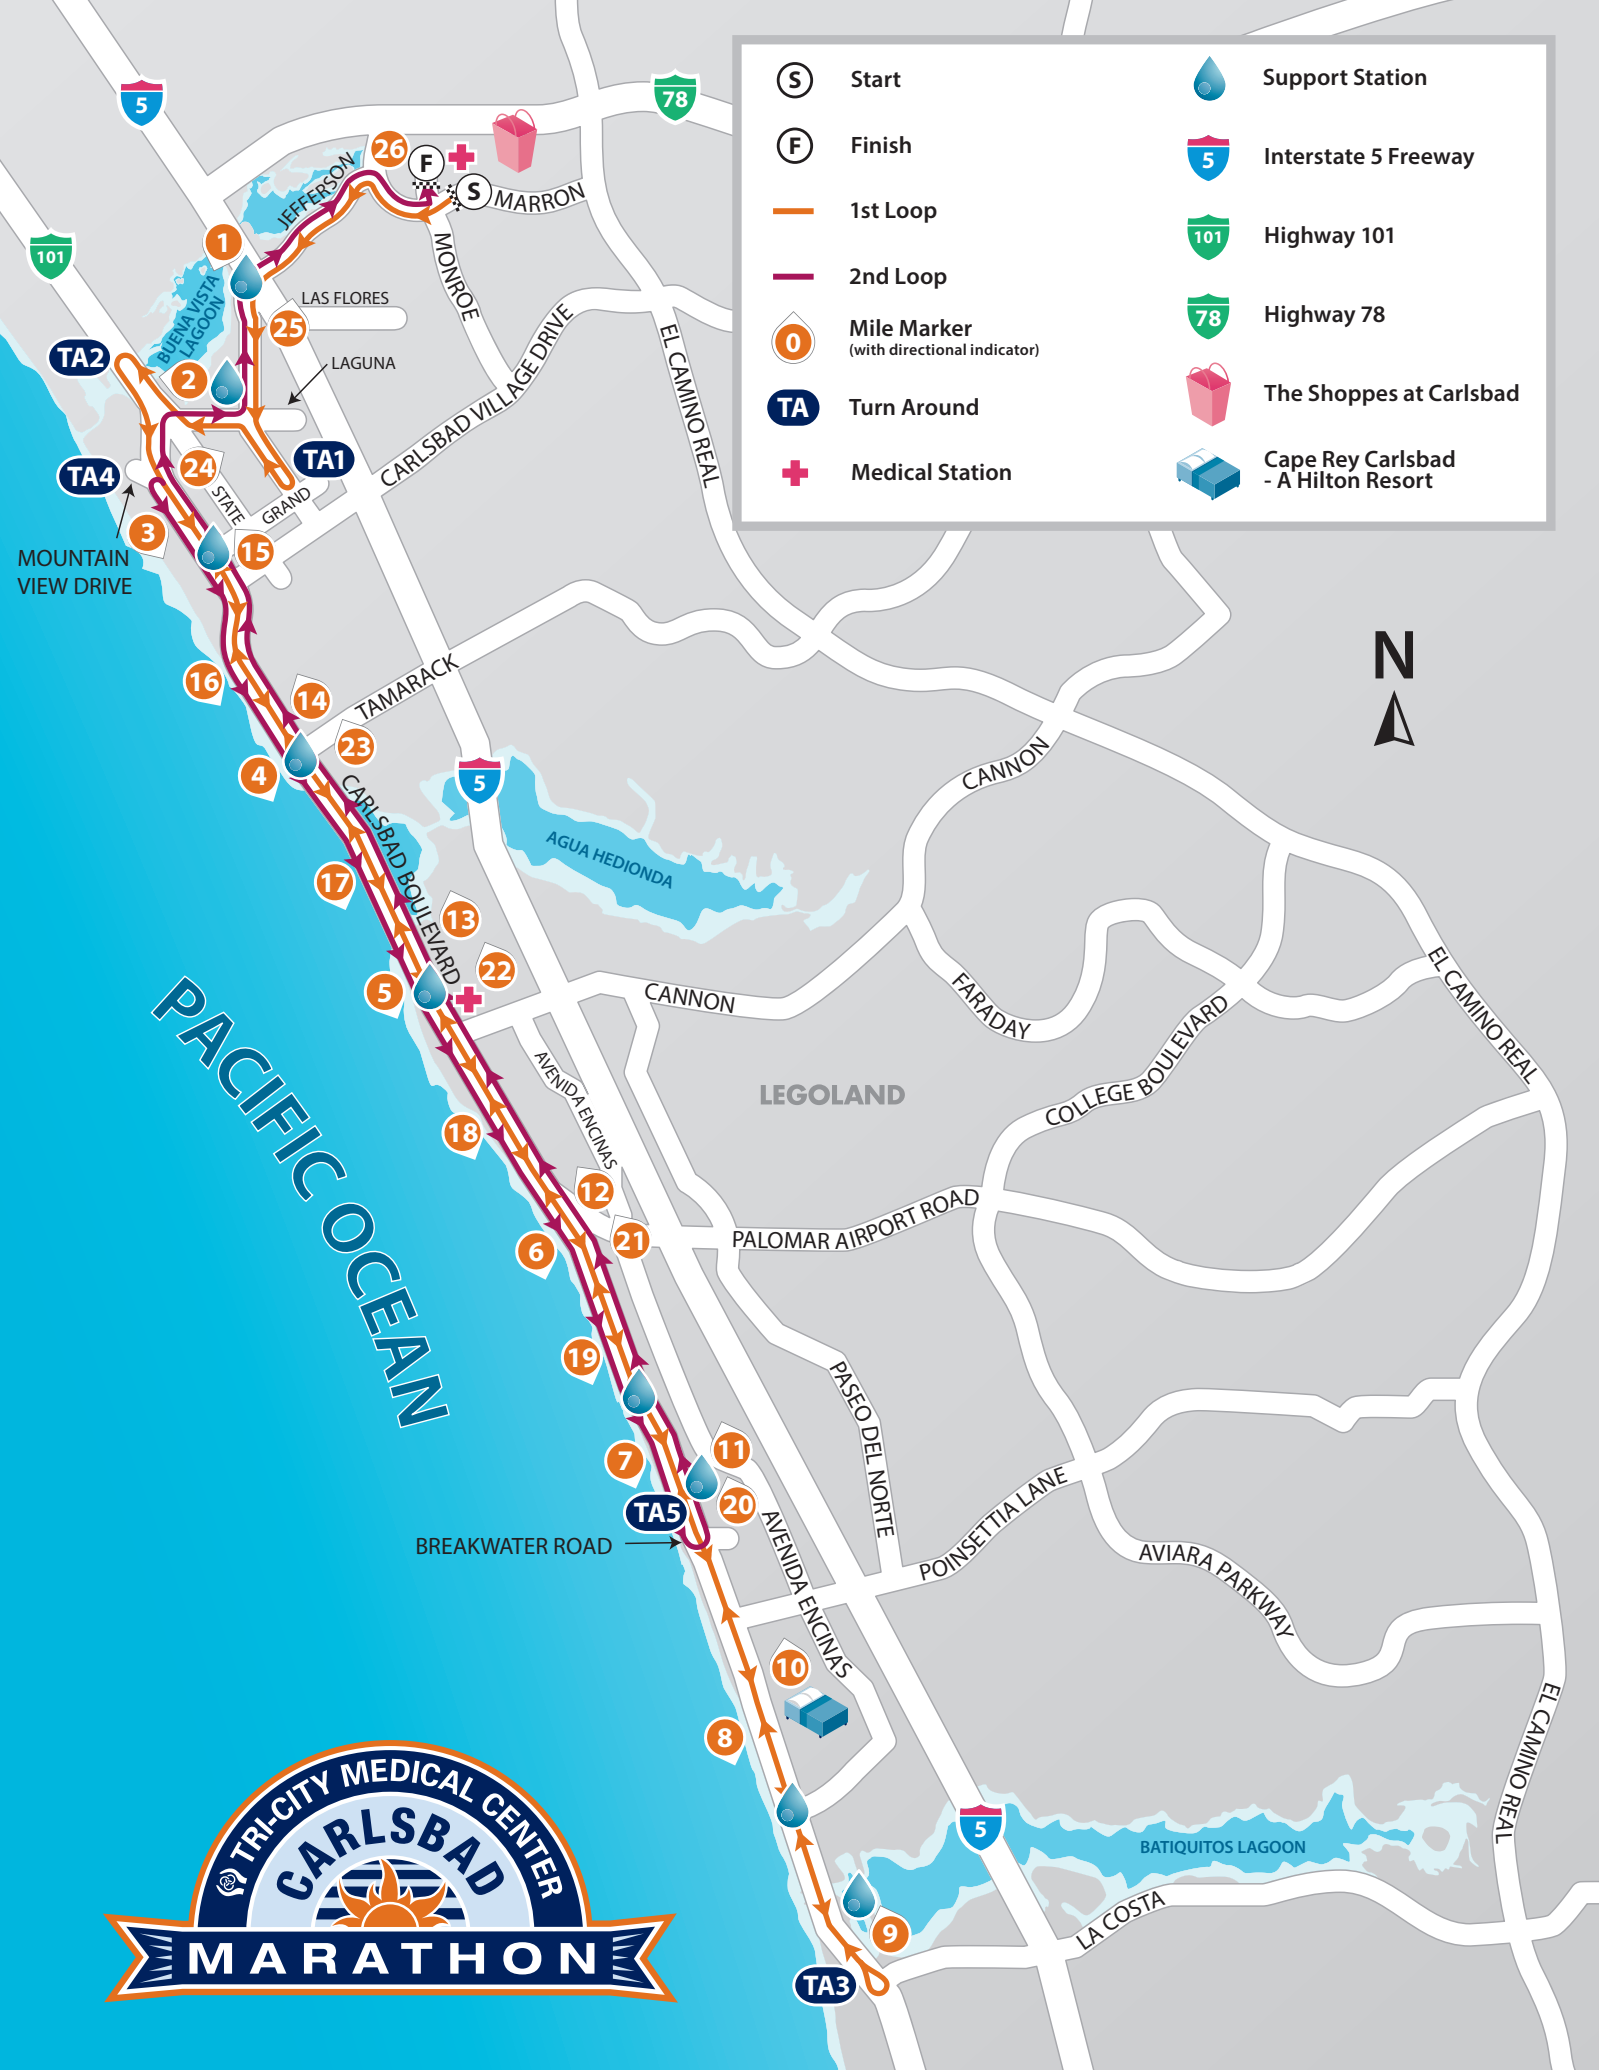 S Start
F Finish
1st Loop
2nd Loop
0 Mile Marker
(with directional indicator)
TA Turn Around
Medical Station
Support Station
5 Interstate 5 Freeway
101 Highway 101
78 Highway 78
The Shoppes at Carlsbad
Cape Rey Carlsbad
- A Hilton Resort
5
78
101
26
F
S
MARRON
JEFFERSON
MONROE
1
BUENA VISTA
LAGOON
LAS FLORES
25
LAGUNA
TA2
2
TA1
TA4
24
STATE
GRAND
CARLSBAD VILLAGE DRIVE
EL CAMINO REAL
3
15
MOUNTAIN
VIEW DRIVE
16
14
TAMARACK
23
4
N
5
CARLSBAD BOULEVARD
AGUA HEDIONDA
CANNON
17
13
22
5
CANNON
FARADAY
EL CAMINO REAL
PACIFIC OCEAN
AVENIDA ENCINAS
LEGOLAND
COLLEGE BOULEVARD
18
12
21
6
PALOMAR AIRPORT ROAD
19
PASEO DEL NORTE
7
11
20
TA5
BREAKWATER ROAD
AVENIDA ENCINAS
POINSETTIA LANE
AVIARA PARKWAY
10
8
EL CAMINO REAL
5
BATIQUITOS LAGOON
9
LA COSTA
TA3
TRI-CITY MEDICAL CENTER
CARLSBAD
MARATHON